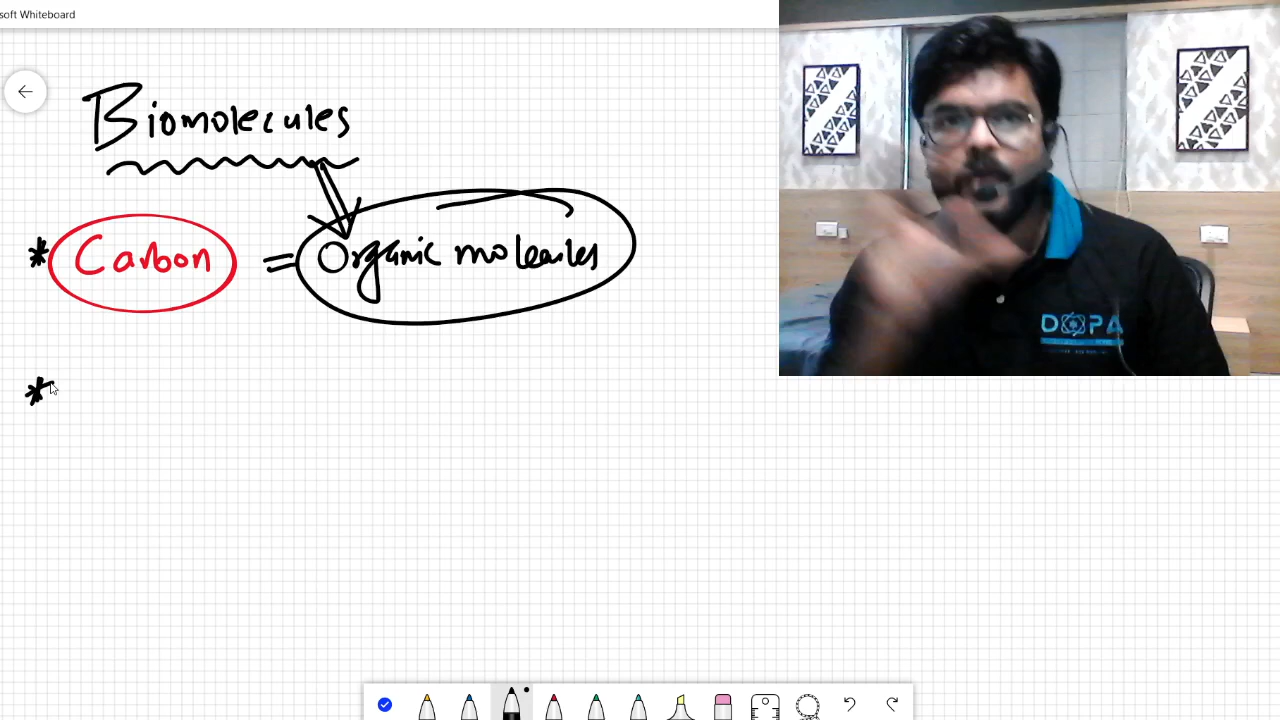 soft Whiteboard
Biomolecules
* Carbon = Organic molecules
*
DOPA